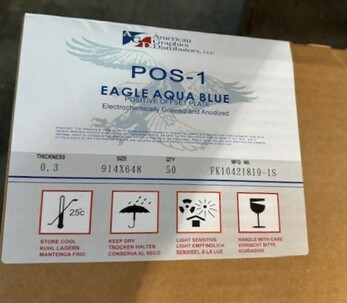 AGD American
Graphics
Distributors, LLC
POS-1
EAGLE AQUA BLUE
POSITIVE OFFSET PLATE
Electrochemically Grained and Anodized
THICKNESS SIZE QTY MFG. No.
0.3 914X648 50 FK10421819-1S
25c
STORE COOL
KUHL LAGERN
MANTENGA FRIO
KEEP DRY
TROCKEN HALTEN
CONSERVA AL SECO
LIGHT SENSITIVE
LIGHT EMPFINDLICH
SENSIBEL A LA LUZ
HANDLE WITH CARE
VORSICHT BITTE